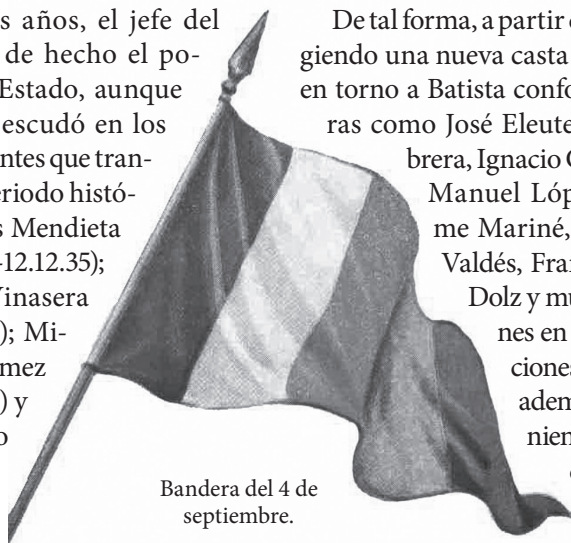 s años, el jefe del
de hecho el po-
Estado, aunque
escudó en los
ntes que tran-
eriodo histó-
s Mendieta
-12.12.35);
Vinasera
); Mi-
mez
) y
o
Bandera del 4 de
septiembre.
De tal forma, a partir
giendo una nueva casta
en torno a Batista confo
ras como José Eleute
brera, Ignacio
Manuel Lóp
me Mariné,
Valdés, Fran
Dolz y mu
nes en
ciones
adem
nien